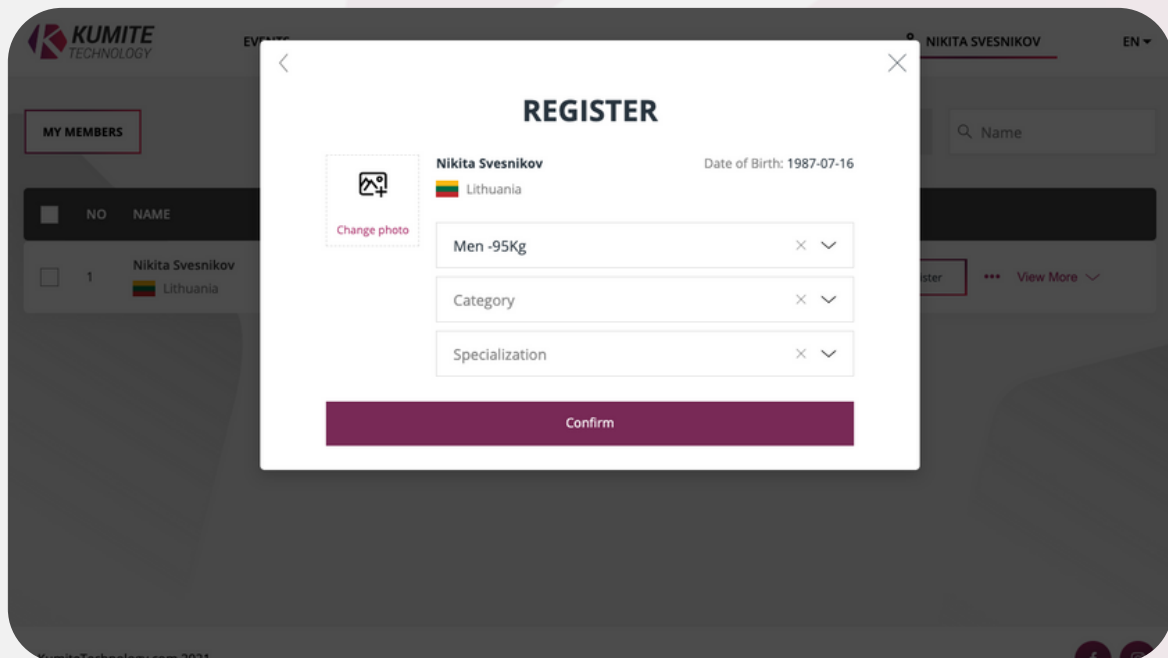 KUMITE
TECHNOLOGY
NIKITA SVESNIKOV
EN
REGISTER
MY MEMBERS
Name
Nikita Svesnikov
Date of Birth: 1987-07-16
Lithuania
Change photo
Men -95Kg
NO
NAME
1
Nikita Svesnikov
Lithuania
Category
View More
Specialization
Confirm